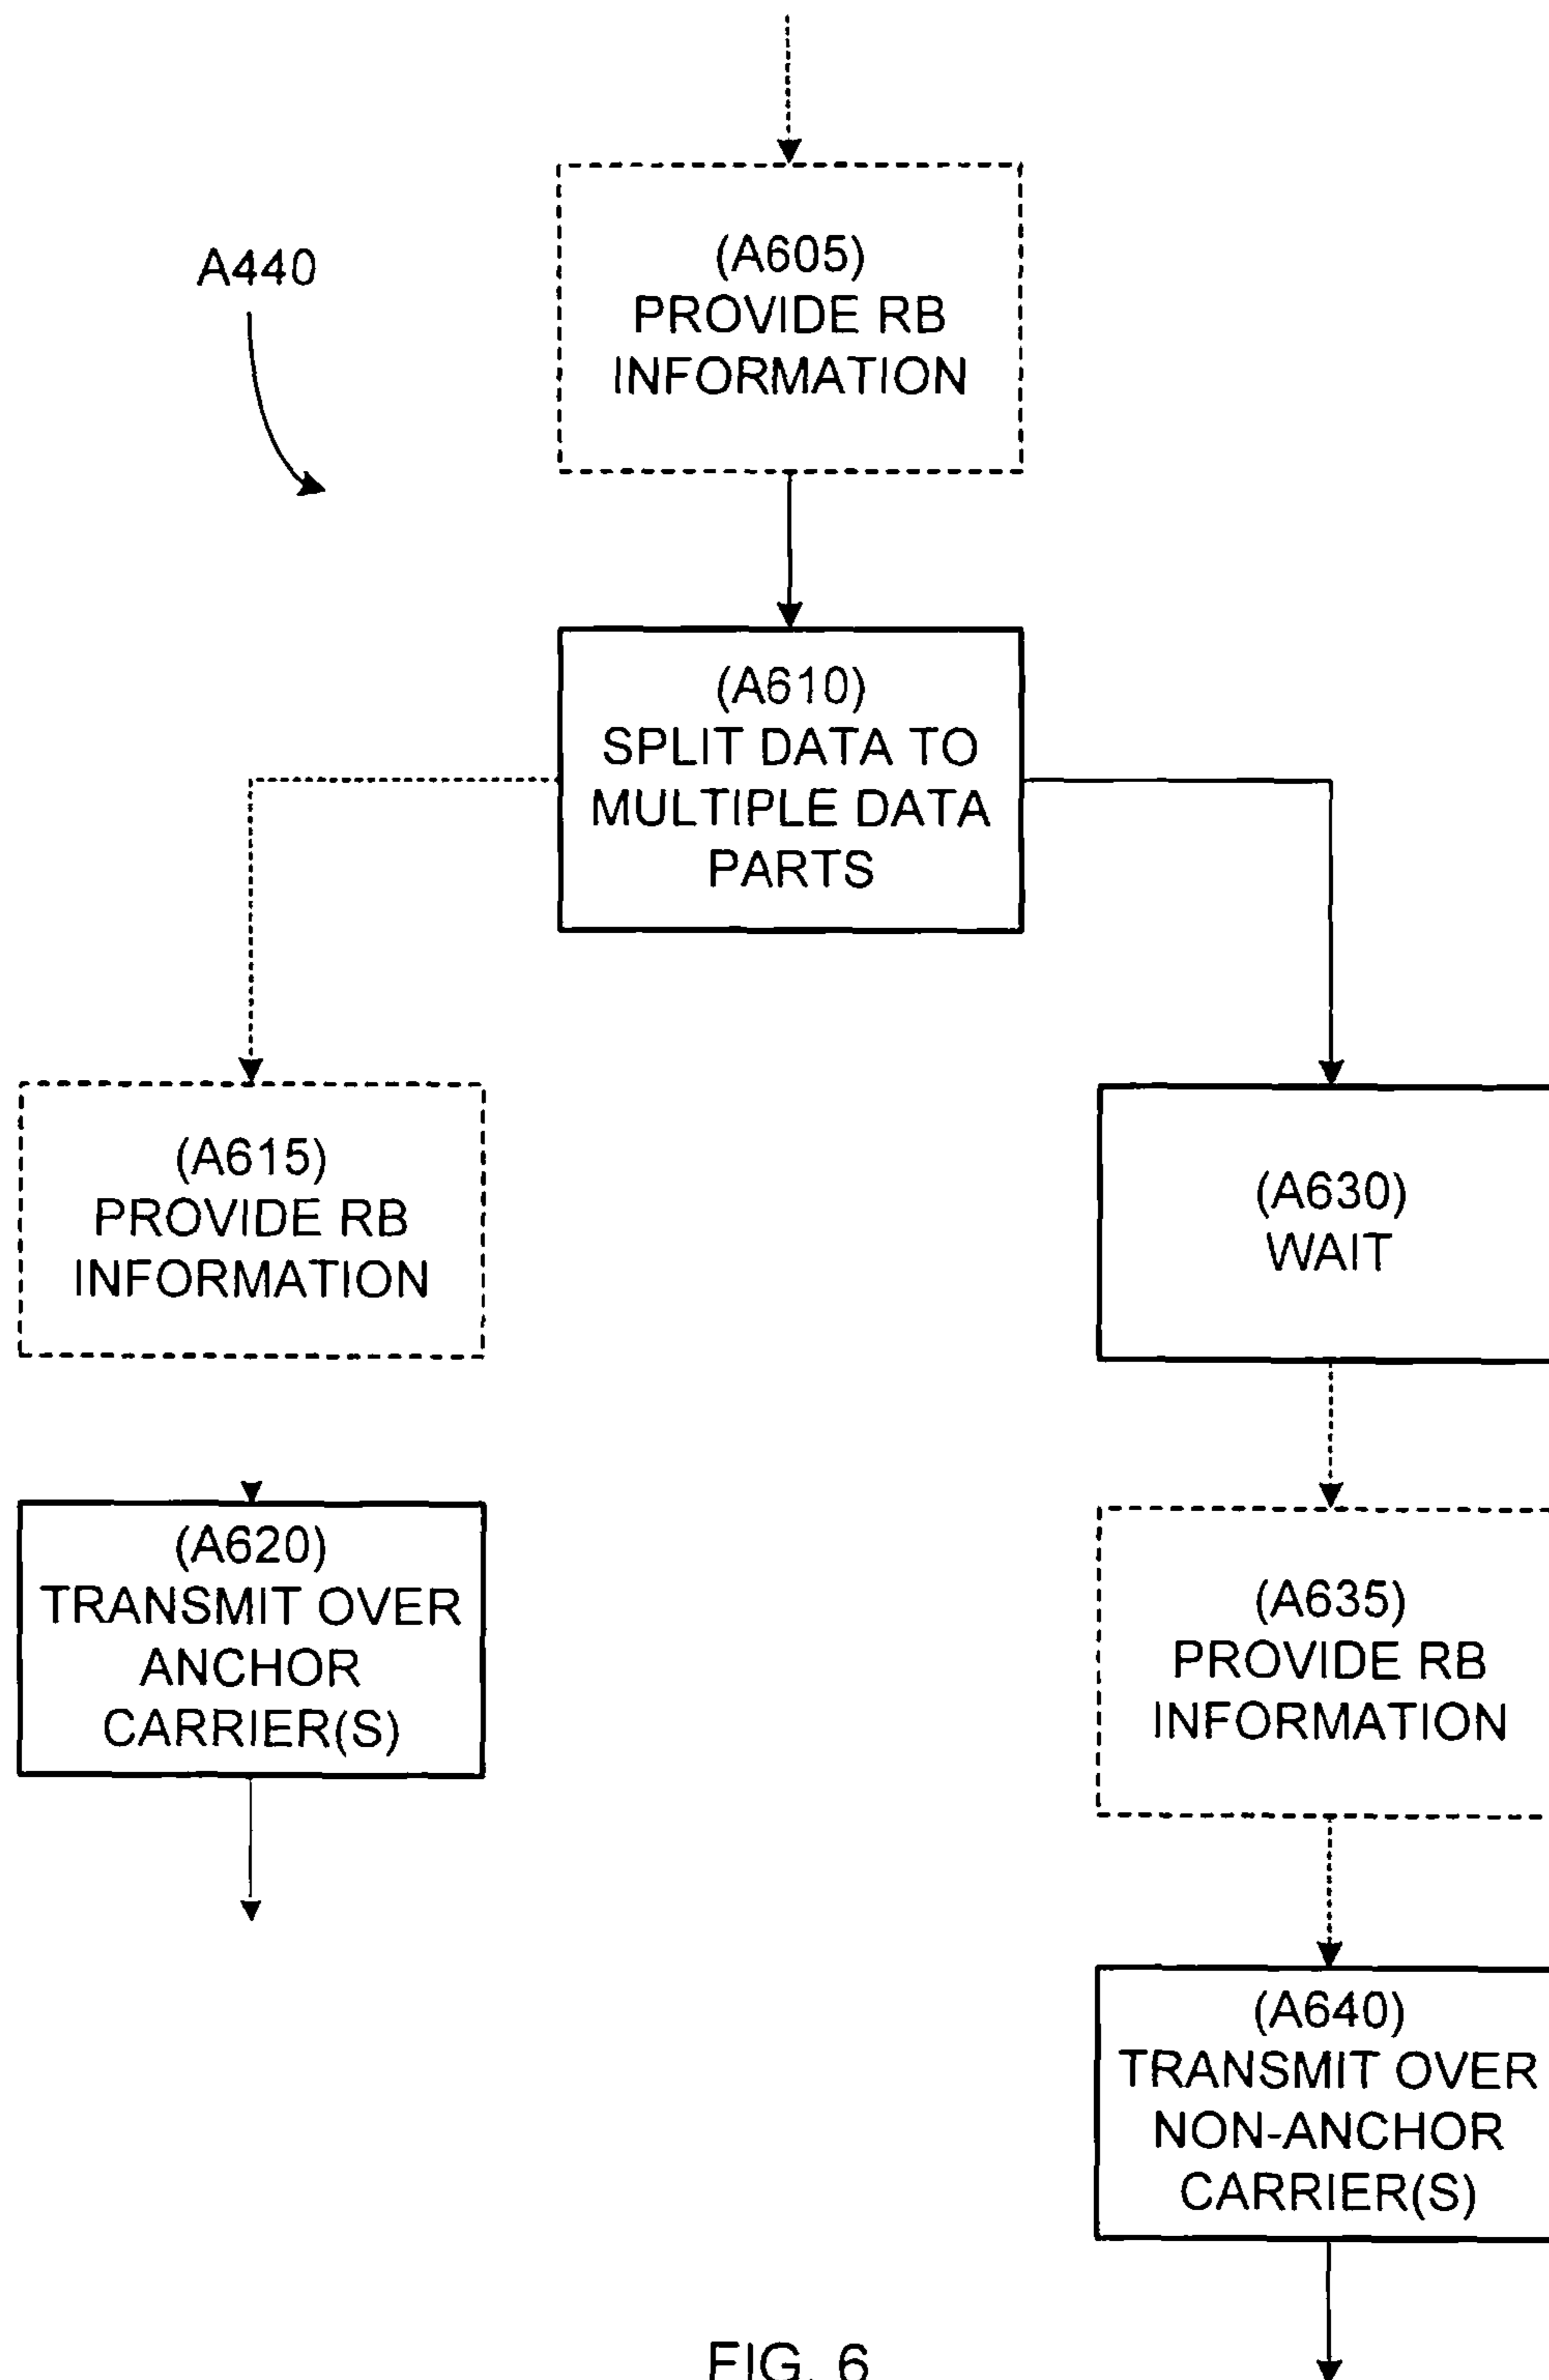 A440
(A605)
PROVIDE RB
INFORMATION
(A610)
SPLIT DATA TO
MULTIPLE DATA
PARTS
(A615)
PROVIDE RB
INFORMATION
(A630)
WAIT
(A620)
TRANSMIT OVER
ANCHOR
CARRIER(S)
(A635)
PROVIDE RB
INFORMATION
(A640)
TRANSMIT OVER
NON-ANCHOR
CARRIER(S)
FIG. 6